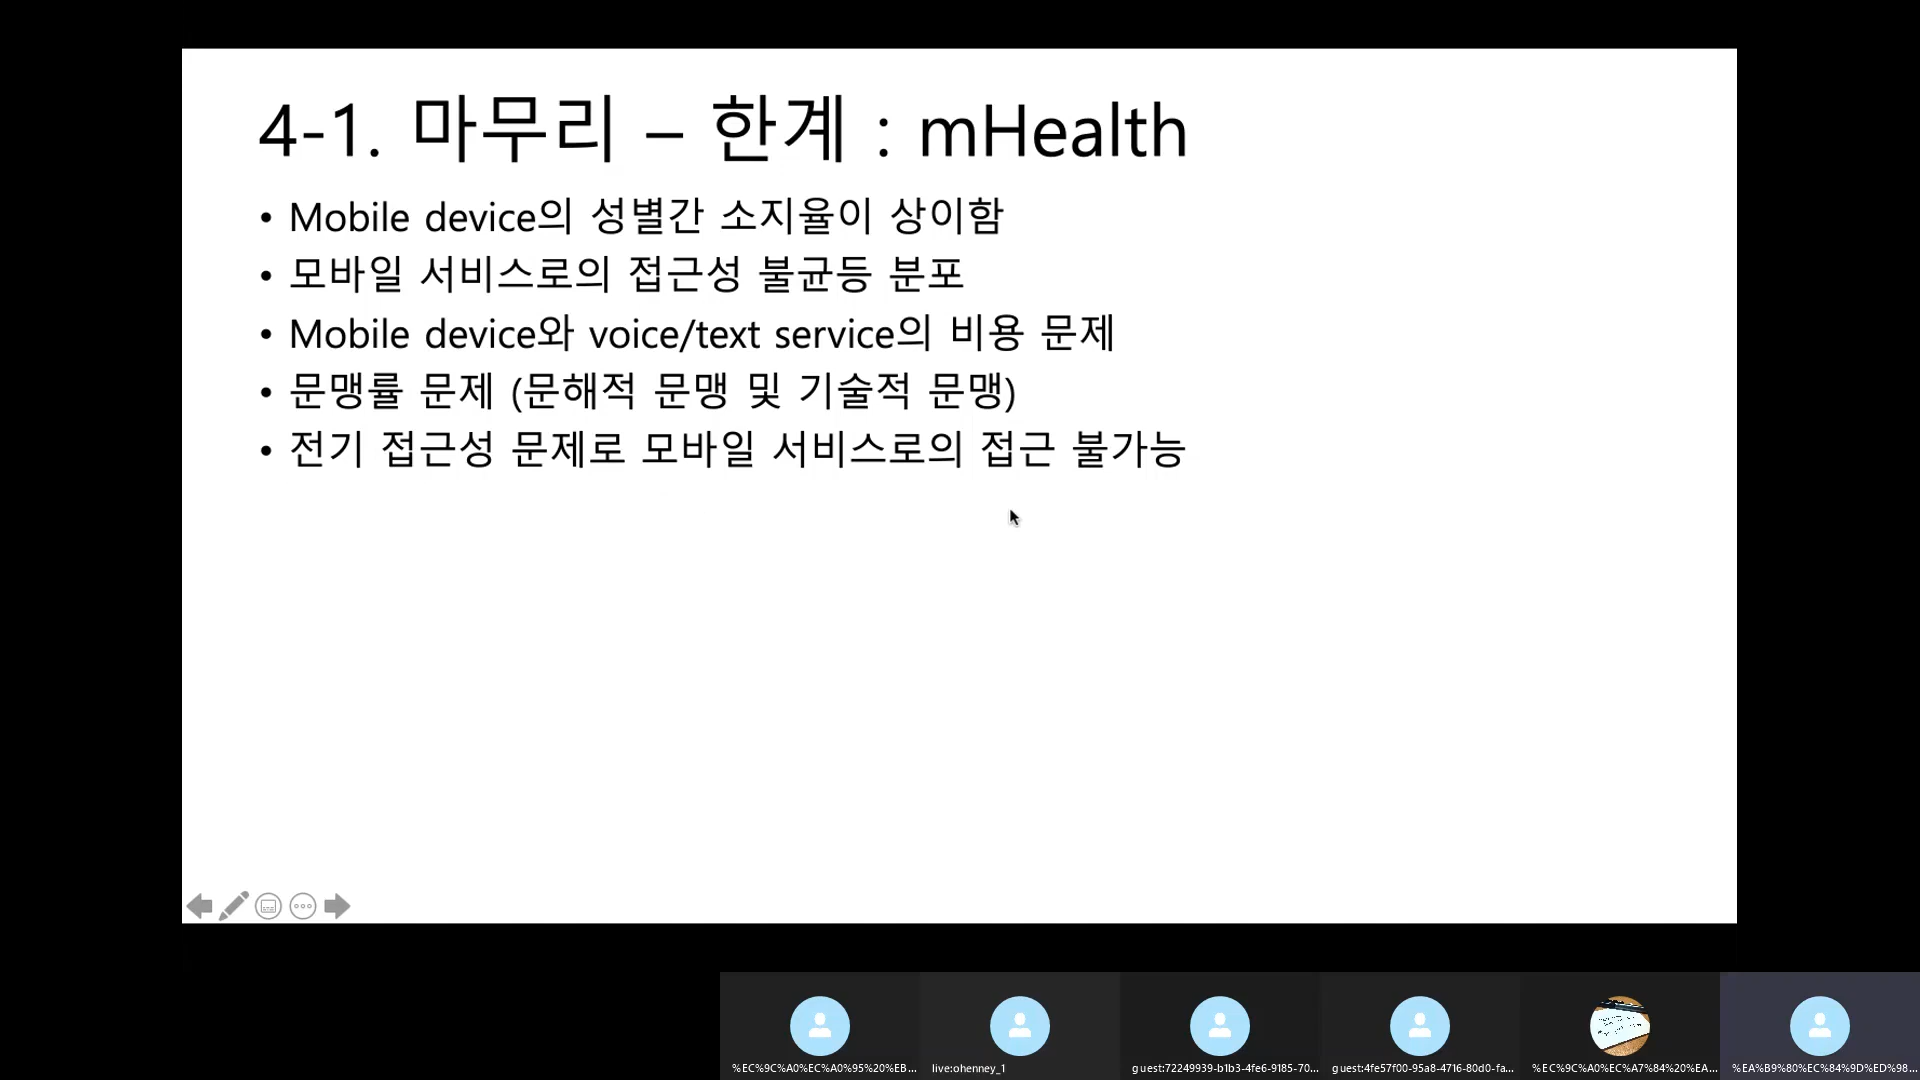 4-1. 마무리 – 한계 : mHealth
• Mobile device의 성별간 소지율이 상이함
• 모바일 서비스로의 접근성 불균등 분포
• Mobile device와 voice/text service의 비용 문제
• 문맹률 문제 (문해적 문맹 및 기술적 문맹)
• 전기 접근성 문제로 모바일 서비스로의 접근 불가능
%EC%9C%A0%EC%A0%95%20%EB...
live:ohenney_1
guest:72249939-b1b3-4fe6-9185-70...
guest:4fe57f00-95a8-4716-80d0-fa...
%EC%9C%A0%EC%A7%84%20%EA...
%EA%B9%80%EC%84%9D%ED%98...